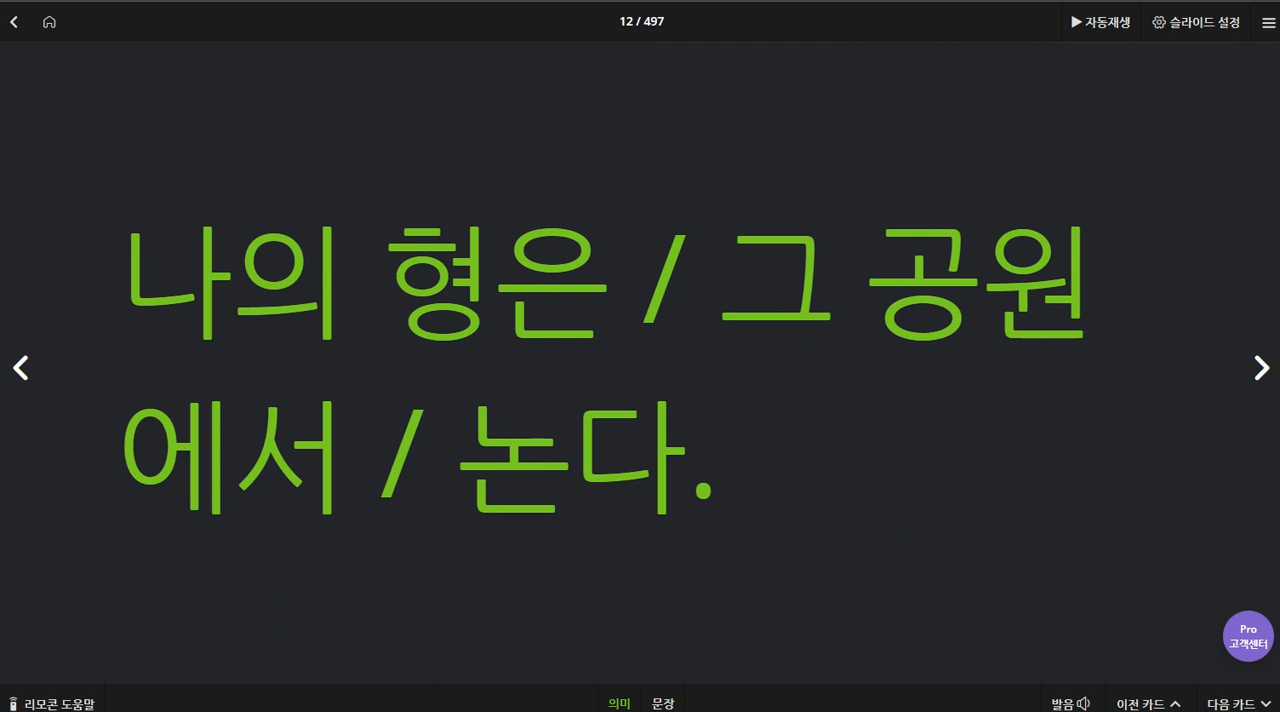 12 / 497
자동재생
슬라이드 설정
나의 형은 / 그 공원
에서 / 논다.
Pro
고객센터
리모콘 도움말
의미
문장
발음
이전 카드
다음 카드